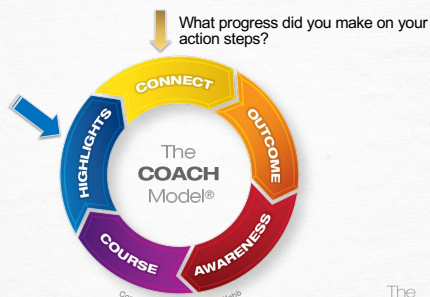 What progress did you make on your
action steps?
CONNECT
OUTCOME
AWARENESS
COURSE
HIGHLIGHTS
The
COACH
Model®
The